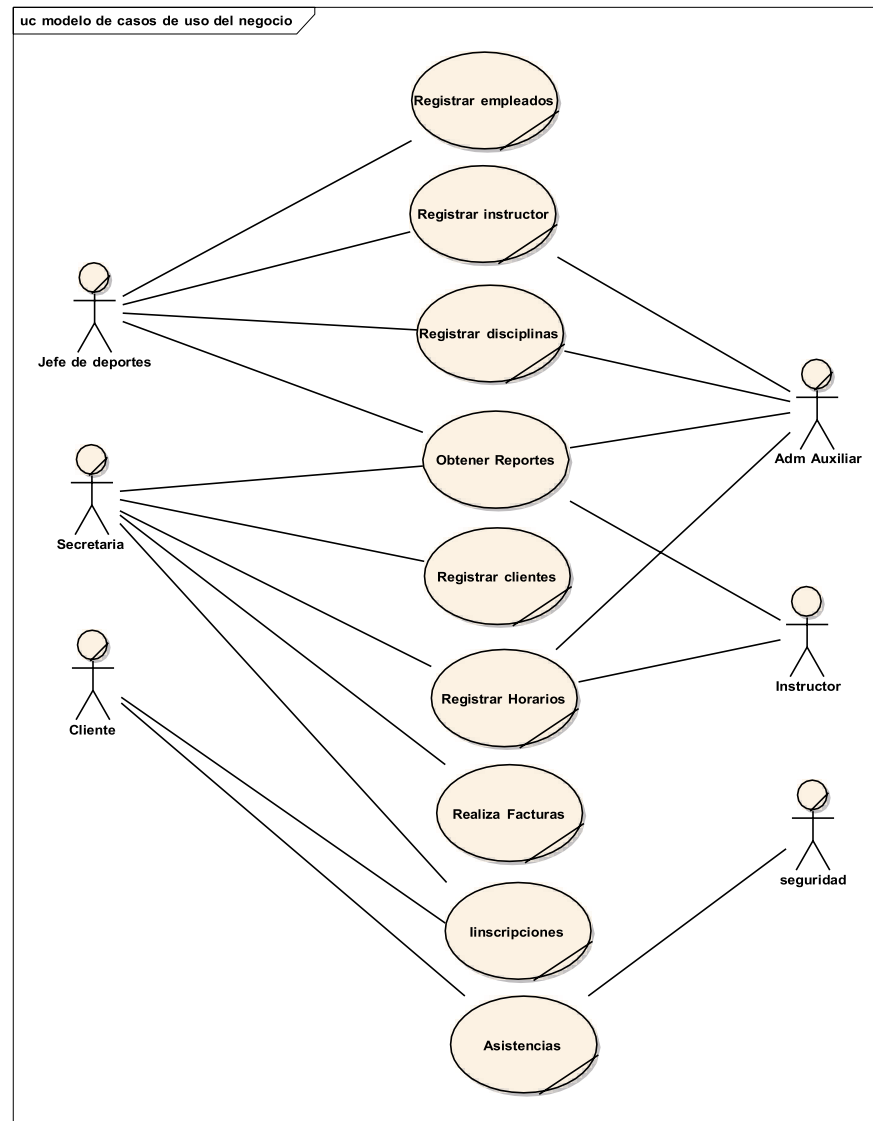 uc modelo de casos de uso del negocio
Registrar empleados
Registrar instructor
Jefe de deportes
Registrar disciplinas
Adm Auxiliar
Obtener Reportes
Secretaria
Registrar clientes
Cliente
Registrar Horarios
Instructor
Realiza Facturas
seguridad
Iinscripciones
Asistencias